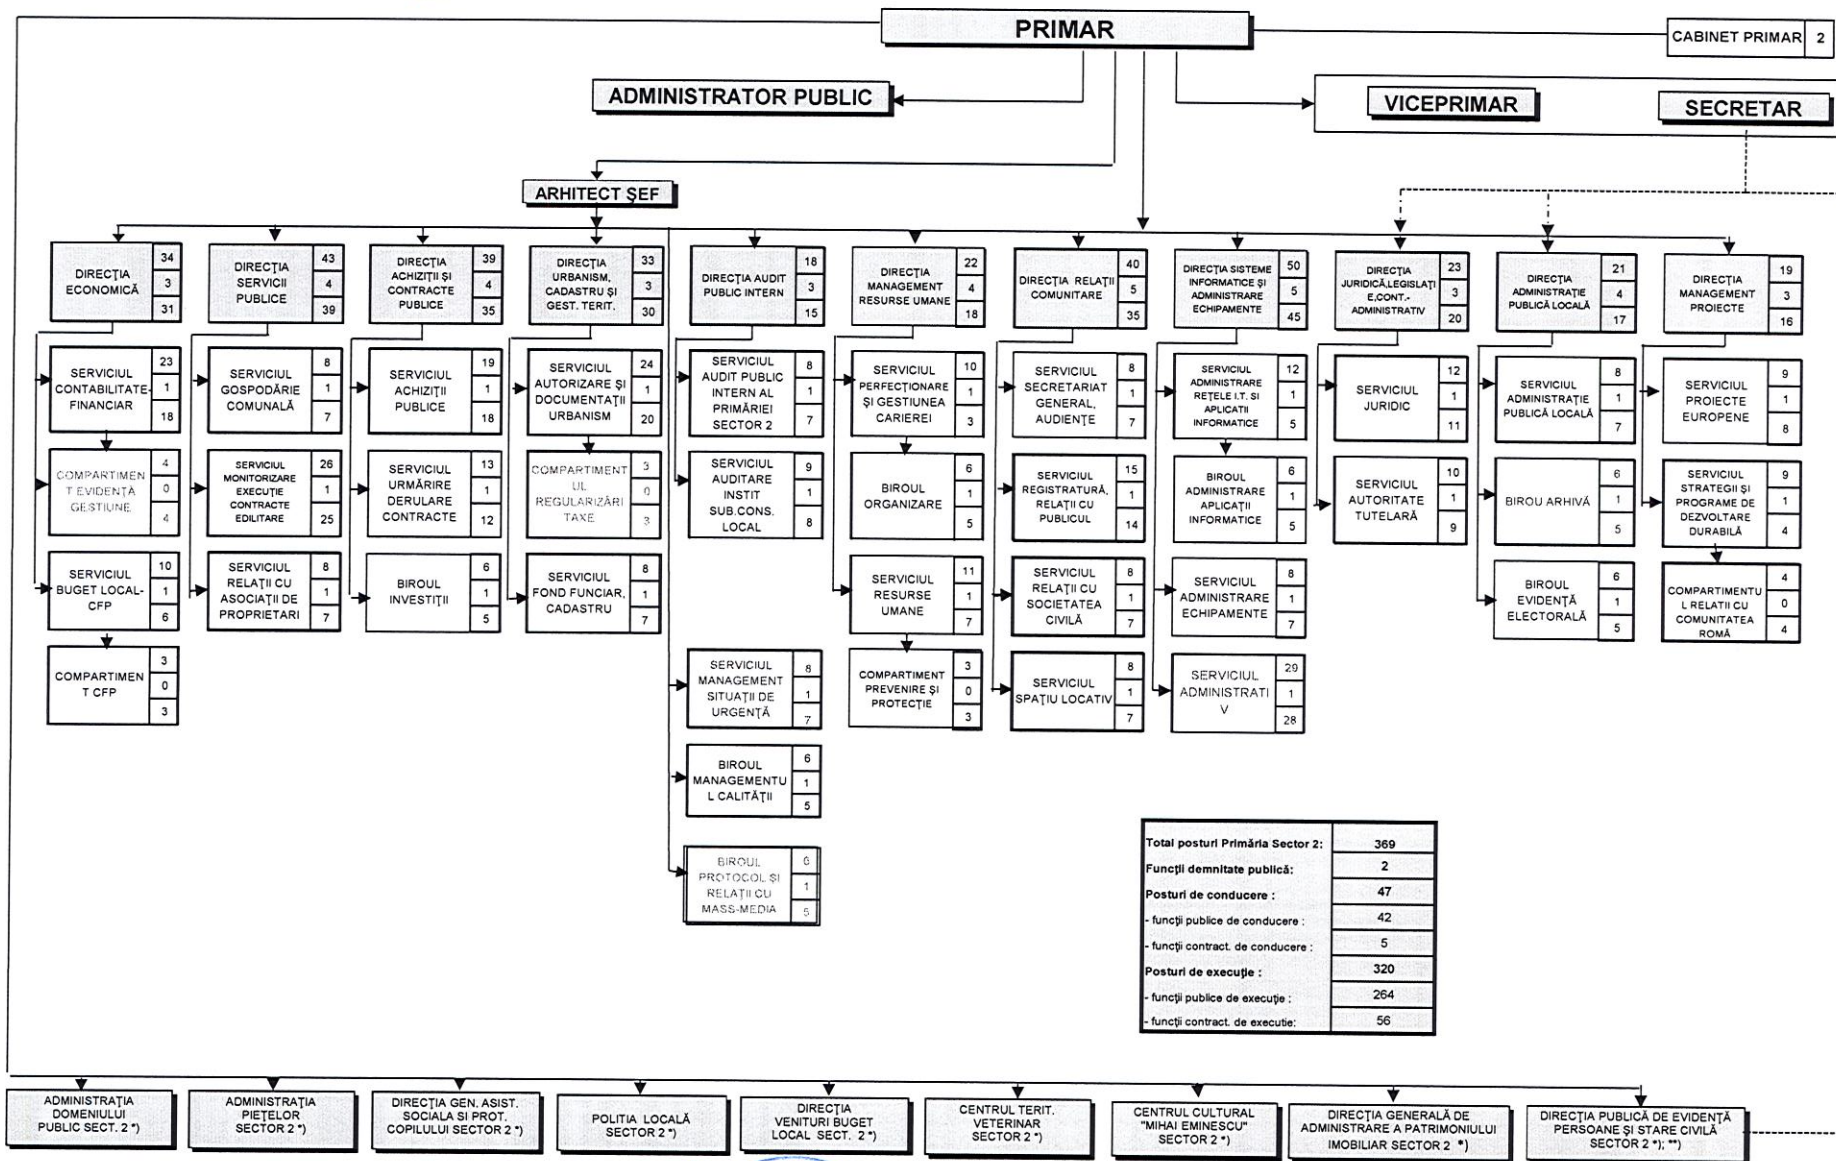 PRIMAR
CABINET PRIMAR 2
ADMINISTRATOR PUBLIC
VICEPRIMAR
SECRETAR
ARHITECT ŞEF
DIRECŢIA
ECONOMICĂ
34
3
31
DIRECŢIA
SERVICII
PUBLICE
43
4
39
DIRECŢIA
ACHIZIŢII ŞI
CONTRACTE
PUBLICE
39
4
35
DIRECŢIA
URBANISM,
CADASTRU ŞI
GEST. TERIT.
33
3
30
DIRECŢIA AUDIT
PUBLIC INTERN
18
3
15
DIRECŢIA
MANAGEMENT
RESURSE UMANE
22
4
18
DIRECŢIA RELAŢII
COMUNITARE
40
5
35
DIRECŢIA SISTEME
INFORMATICE ŞI
ADMINISTRARE
ECHIPAMENTE
50
5
45
DIRECŢIA
JURIDICĂ,LEGISLAŢI
E,CONT.-
ADMINISTRATIV
23
3
20
DIRECŢIA
ADMINISTRAŢIE
PUBLICĂ LOCALĂ
21
4
17
DIRECŢIA
MANAGEMENT
PROIECTE
19
3
16
SERVICIUL
CONTABILITATE-
FINANCIAR
23
1
18
SERVICIUL
GOSPODĂRIE
COMUNALĂ
8
1
7
SERVICIUL
ACHIZIŢII
PUBLICE
19
1
18
SERVICIUL
AUTORIZARE ŞI
DOCUMENTAŢII
URBANISM
24
1
20
SERVICIUL
AUDIT PUBLIC
INTERN AL
PRIMĂRIEI
SECTOR 2
8
1
7
SERVICIUL
PERFECŢIONARE
ŞI GESTIUNEA
CARIEREI
10
1
3
SERVICIUL
SECRETARIAT
GENERAL,
AUDIENŢE
8
1
7
SERVICIUL
ADMINISTRARE
REŢELE I.T. SI
APLICATII
INFORMATICE
12
1
5
SERVICIUL
JURIDIC
12
1
11
SERVICIUL
ADMINISTRAŢIE
PUBLICĂ LOCALĂ
8
1
7
SERVICIUL
PROIECTE
EUROPENE
9
1
8
COMPARTIMEN
T EVIDENŢĂ
GESTIUNE
4
0
4
SERVICIUL
MONITORIZARE
EXECUTIE
CONTRACTE
EDILITARE
26
1
25
SERVICIUL
URMĂRIRE
DERULARE
CONTRACTE
13
1
12
COMPARTIMENT
UL
REGULARIZĂRI
TAXE
3
0
3
SERVICIUL
AUDITARE
INSTIT
SUB.CONS.
LOCAL
9
1
8
BIROUL
ORGANIZARE
6
1
5
SERVICIUL
REGISTRATURĂ,
RELAŢII CU
PUBLICUL
15
1
14
BIROUL
ADMINISTRARE
APLICAŢII
INFORMATICE
6
1
5
SERVICIUL
AUTORITATE
TUTELARĂ
10
1
9
BIROU ARHIVĂ
6
1
5
SERVICIUL
STRATEGII ŞI
PROGRAME DE
DEZVOLTARE
DURABILĂ
9
1
4
SERVICIUL
BUGET LOCAL-
CFP
10
1
6
SERVICIUL
RELAŢII CU
ASOCIAŢII DE
PROPRIETARI
8
1
7
BIROUL
INVESTIŢII
6
1
5
SERVICIUL
FOND FUNCIAR,
CADASTRU
8
1
7
SERVICIUL
RESURSE
UMANE
11
1
7
SERVICIUL
RELAŢII CU
SOCIETATEA
CIVILĂ
8
1
7
SERVICIUL
ADMINISTRARE
ECHIPAMENTE
8
1
7
BIROUL
EVIDENŢĂ
ELECTORALĂ
6
1
5
COMPARTIMENTU
L RELATII CU
COMUNITATEA
ROMĂ
4
0
4
COMPARTIMEN
T CFP
3
0
3
SERVICIUL
MANAGEMENT
SITUAŢII DE
URGENŢĂ
8
1
7
COMPARTIMENT
PREVENIRE ŞI
PROTECŢIE
3
0
3
SERVICIUL
SPAŢIU LOCATIV
8
1
7
SERVICIUL
ADMINISTRATI
V
29
1
28
BIROUL
MANAGEMENTU
L CALITĂŢII
6
1
5
BIROUL
PROTOCOL ŞI
RELAŢII CU
MASS-MEDIA
6
1
5
Total posturi Primăria Sector 2: 369
Funcţii demnitate publică: 2
Posturi de conducere : 47
- funcţii publice de conducere : 42
- funcţii contract. de conducere : 5
Posturi de execuţie : 320
- funcţii publice de execuţie : 264
- funcţii contract. de executie: 56
ADMINISTRAŢIA
DOMENIULUI
PUBLIC SECT. 2 *)
ADMINISTRAŢIA
PIEŢELOR
SECTOR 2 *)
DIRECŢIA GEN. ASIST.
SOCIALA SI PROT.
COPILULUI SECTOR 2 *)
POLITIA LOCALĂ
SECTOR 2 *)
DIRECŢIA
VENITURI BUGET
LOCAL SECT. 2 *)
CENTRUL TERIT.
VETERINAR
SECTOR 2 *)
CENTRUL CULTURAL
"MIHAI EMINESCU"
SECTOR 2 *)
DIRECŢIA GENERALĂ DE
ADMINISTRARE A PATRIMONIULUI
IMOBILIAR SECTOR 2 *)
DIRECŢIA PUBLICĂ DE EVIDENŢĂ
PERSOANE ŞI STARE CIVILĂ
SECTOR 2 *); **)